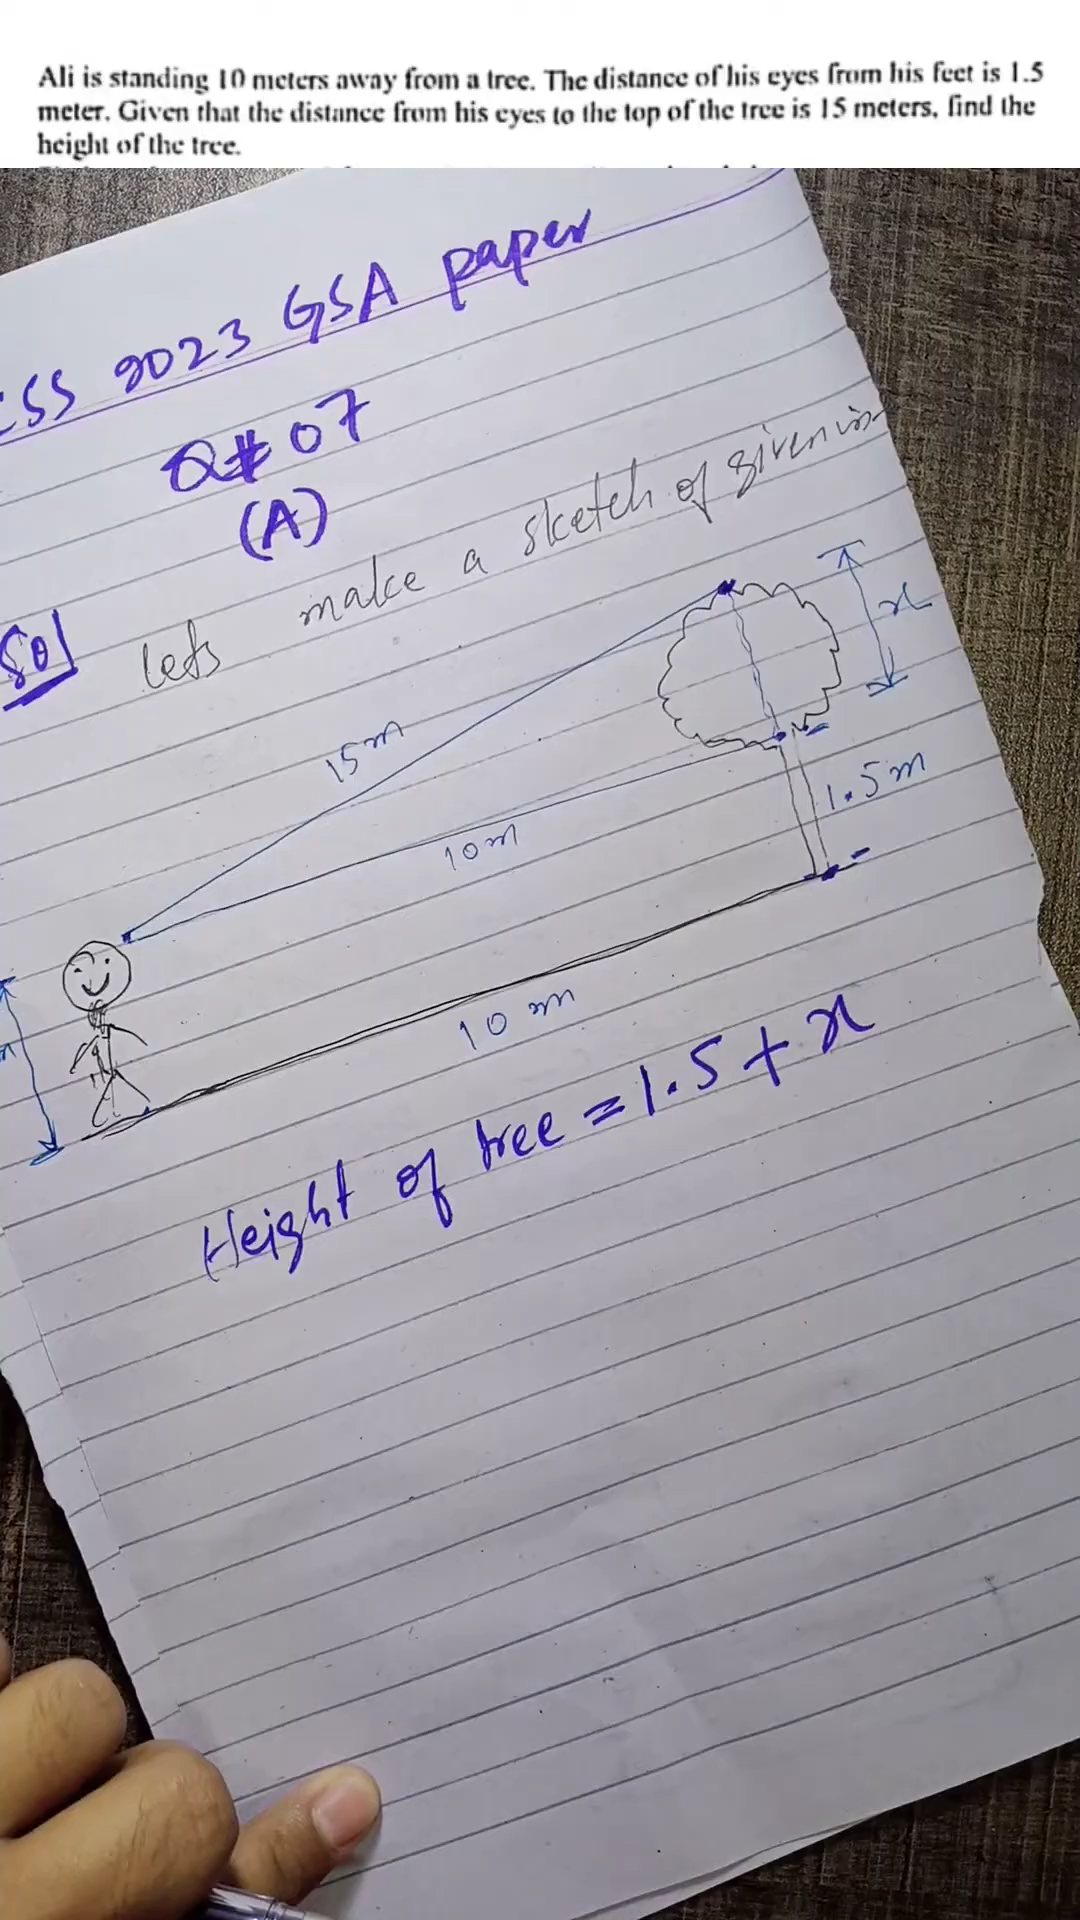 Ali is standing 10 meters away from a tree. The distance of his eyes from his feet is 1.5
meter. Given that the distance from his eyes to the top of the tree is 15 meters, find the
height of the tree.
CSS 2023 GSA paper
Q # 07
(A)
Sol
Lets make a sketch of given
x
15m
1.5m
10m
10m
Height of tree = 1.5 + x